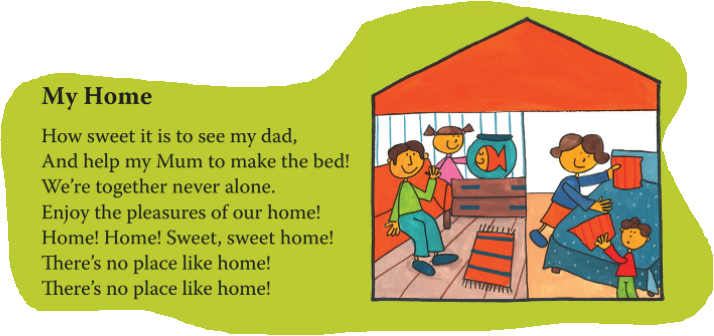 My Home
How sweet it is to see my dad,
And help my Mum to make the bed!
We’re together never alone.
Enjoy the pleasures of our home!
Home! Home! Sweet, sweet home!
There’s no place like home!
There’s no place like home!